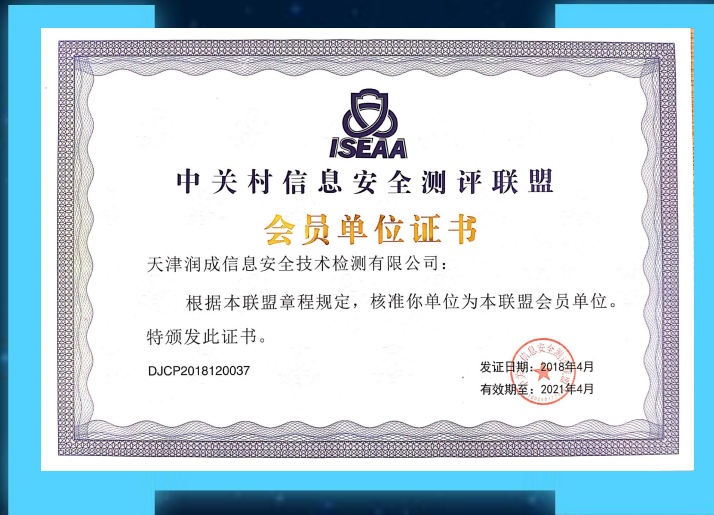 ISEAA
中关村信息安全测评联盟
会员单位证书
天津润成信息安全技术检测有限公司：
根据本联盟章程规定，核准你单位为本联盟会员单位。
特颁发此证书。
DJCP2018120037
发证日期：2018年4月
有效期至：2021年4月